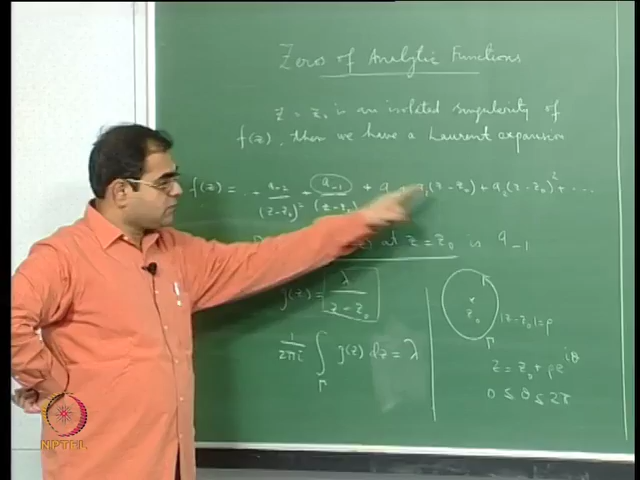 Zeros of Analytic Functions
z = z₀ is an isolated singularity of
f(z), then we have a Laurent expansion
f(z) = ... + a₋₂/(z-z₀)² + a₋₁/(z-z₀) + a₁(z-z₀) + a₂(z-z₀)² + ...
at z = z₀ is a₋₁
g(z) = λ/(z-z₀)
1/2πi ∫_Γ g(z) dz = λ
z₀
|z-z₀|=ρ
Γ
z = z₀ + ρe^{iθ}
0 ≤ θ ≤ 2π
NPTEL